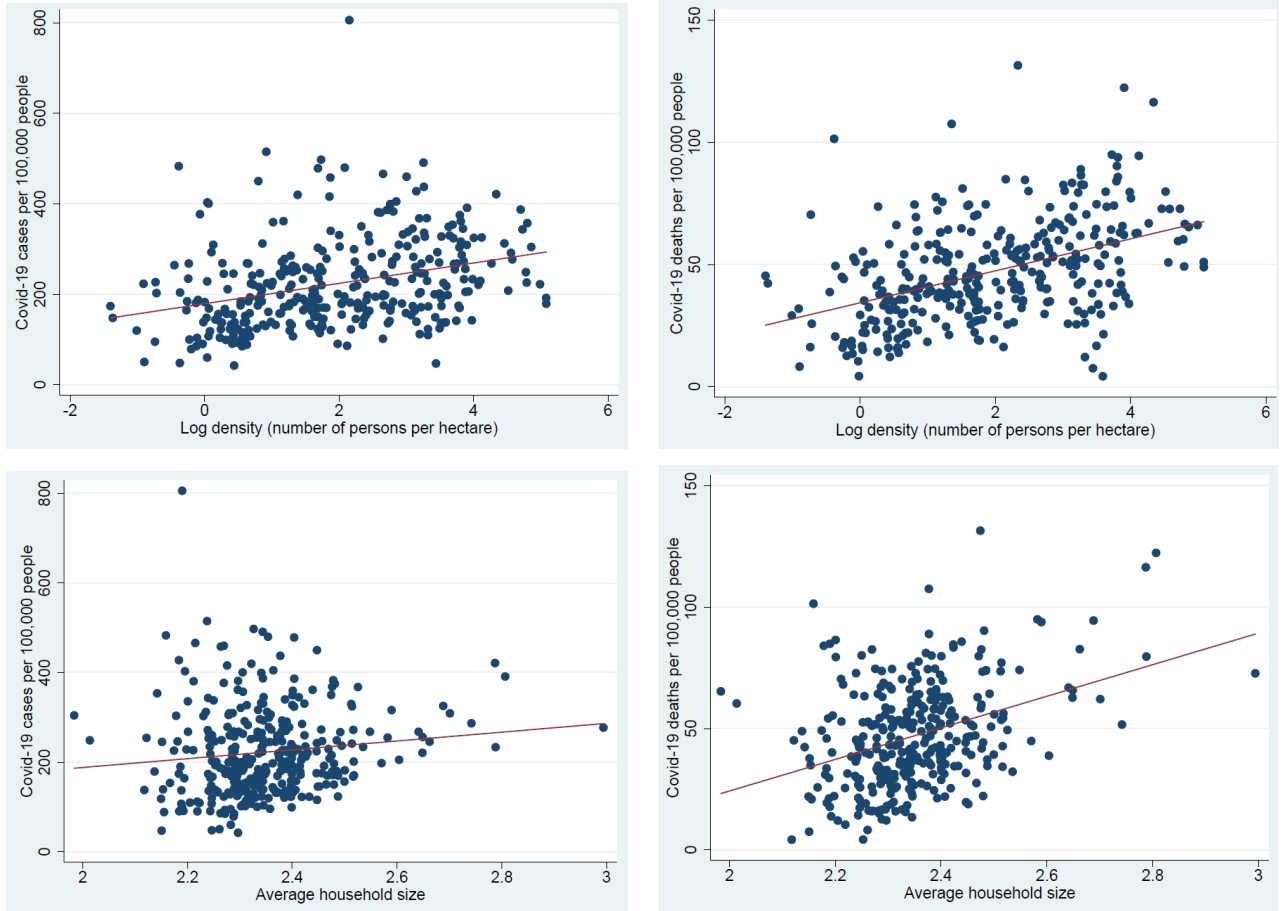 800
600
400
200
0
Covid-19 cases per 100,000 people
-2 0 2 4 6
Log density (number of persons per hectare)
150
100
50
0
Covid-19 deaths per 100,000 people
-2 0 2 4 6
Log density (number of persons per hectare)
800
600
400
200
0
Covid-19 cases per 100,000 people
2 2.2 2.4 2.6 2.8 3
Average household size
150
100
50
0
Covid-19 deaths per 100,000 people
2 2.2 2.4 2.6 2.8 3
Average household size